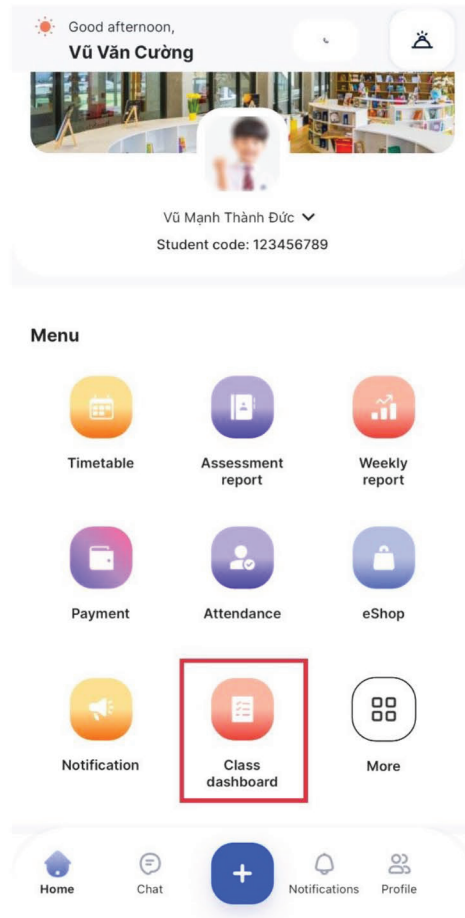 Good afternoon,
Vũ Văn Cường
Vũ Mạnh Thành Đức
Student code: 123456789
Menu
Timetable
Assessment
report
Weekly
report
Payment
Attendance
eShop
Notification
Class
dashboard
More
Home
Chat
Notifications
Profile